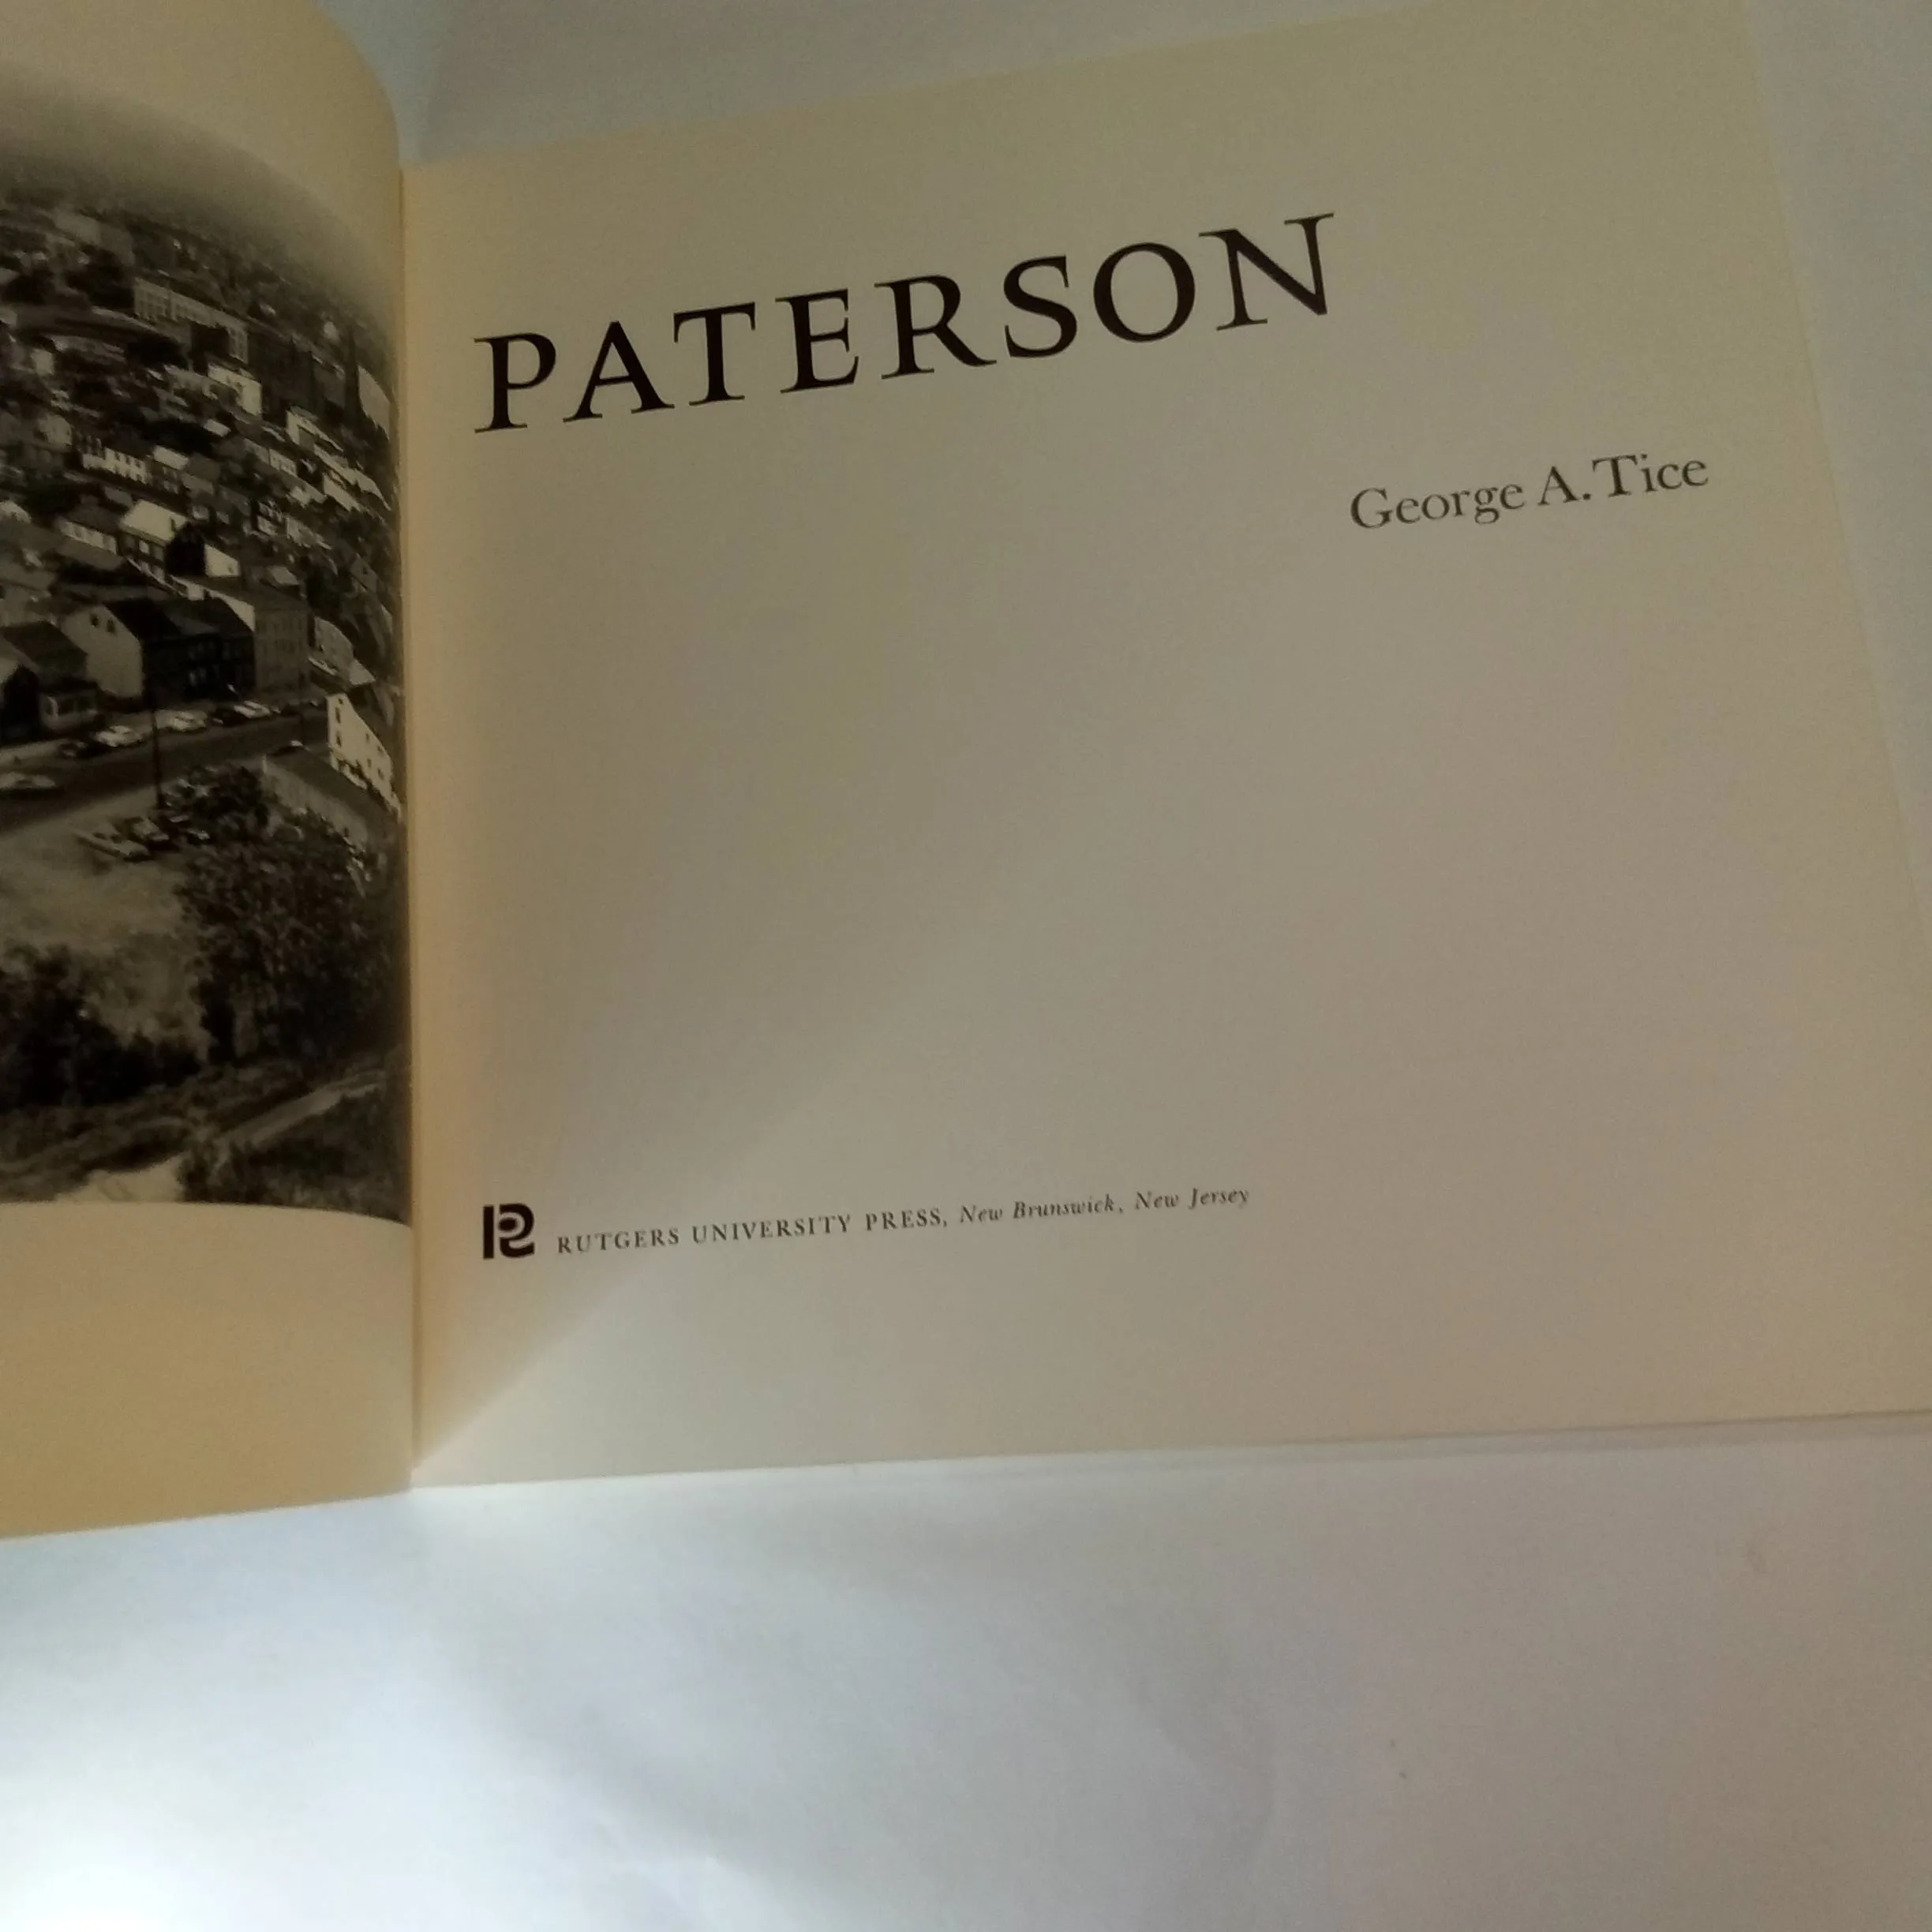 PATERSON
George A. Tice
RUTGERS UNIVERSITY PRESS, New Brunswick, New Jersey